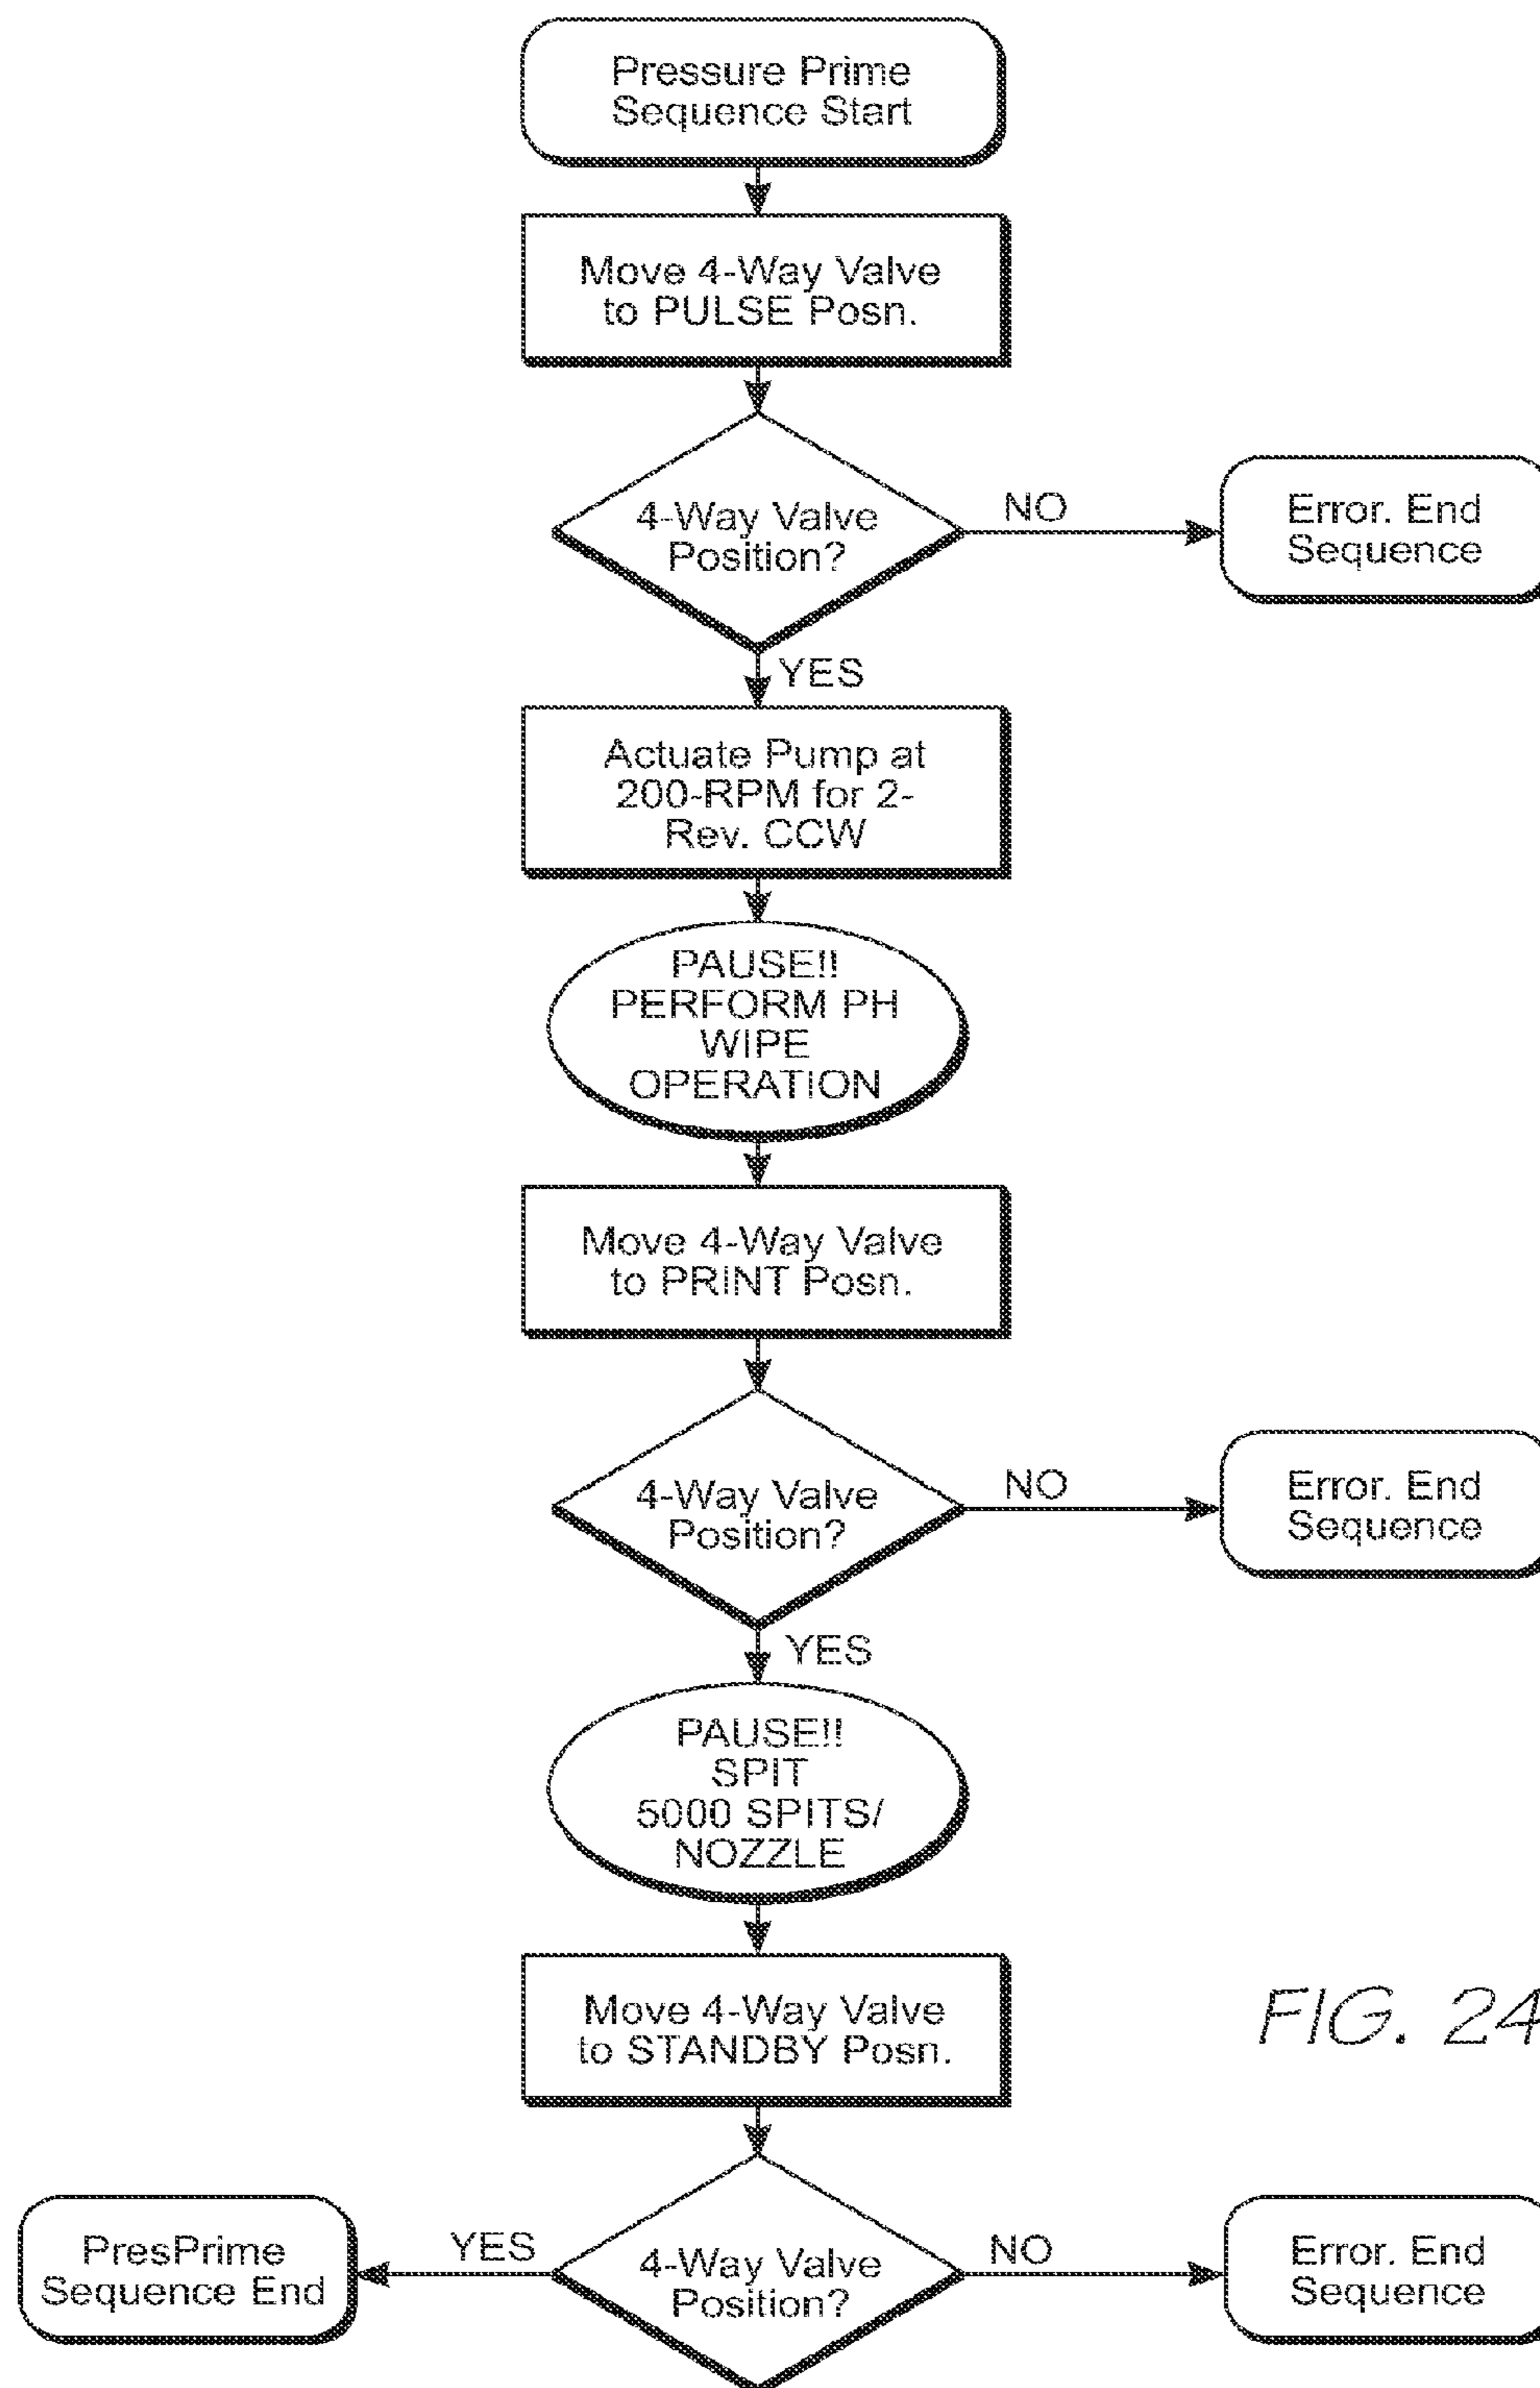 Pressure Prime
Sequence Start
Move 4-Way Valve
to PULSE Posn.
4-Way Valve
Position?
NO
Error. End
Sequence
YES
Actuate Pump at
200-RPM for 2-
Rev. CCW
PAUSE!!
PERFORM PH
WIPE
OPERATION
Move 4-Way Valve
to PRINT Posn.
4-Way Valve
Position?
NO
Error. End
Sequence
YES
PAUSE!!
SPIT
5000 SPITS/
NOZZLE
Move 4-Way Valve
to STANDBY Posn.
FIG. 24
PresPrime
Sequence End
YES
4-Way Valve
Position?
NO
Error. End
Sequence